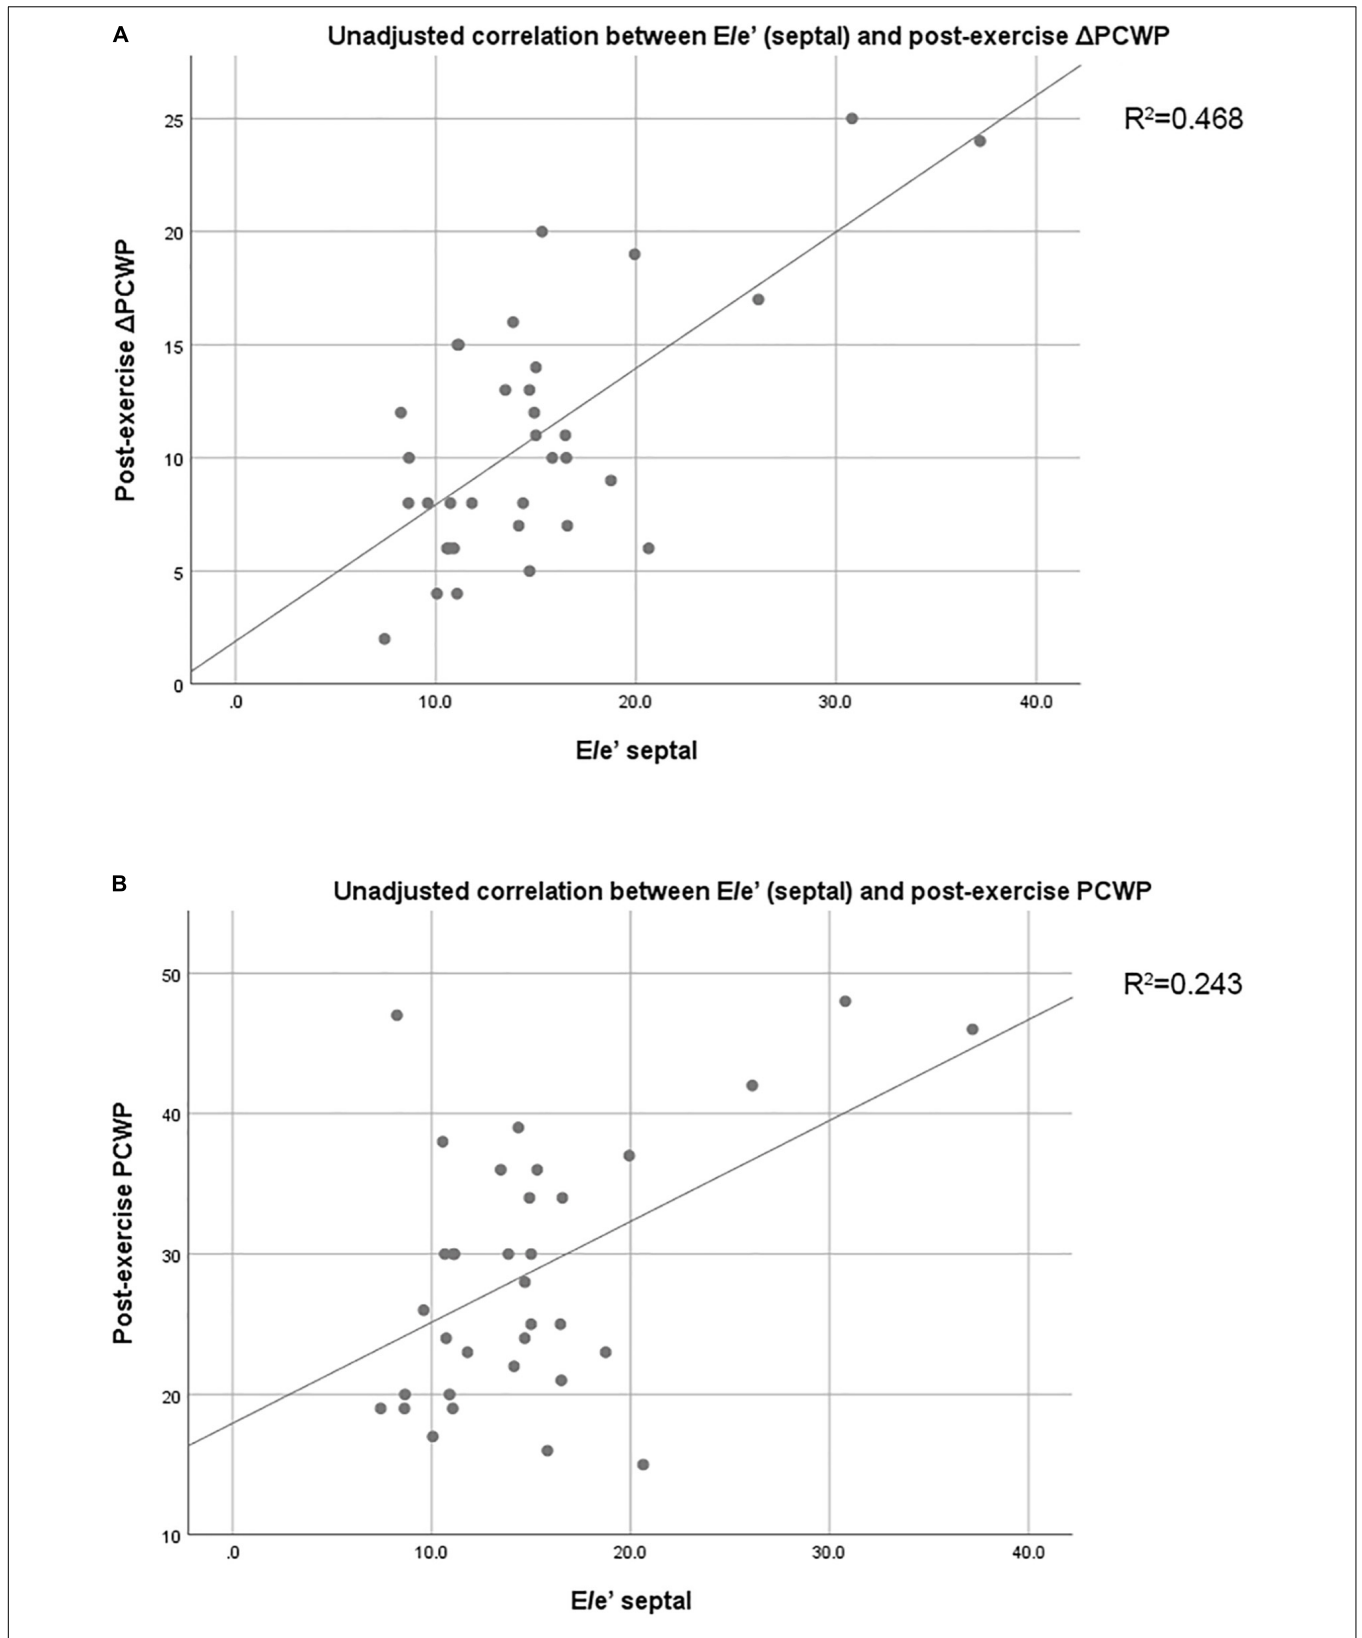 A
Unadjusted correlation between E/e’ (septal) and post-exercise ΔPCWP
R²=0.468
25
20
15
10
5
0
Post-exercise ΔPCWP
.0 10.0 20.0 30.0 40.0
E/e’ septal
B
Unadjusted correlation between E/e’ (septal) and post-exercise PCWP
R²=0.243
50
40
30
20
10
Post-exercise PCWP
.0 10.0 20.0 30.0 40.0
E/e’ septal